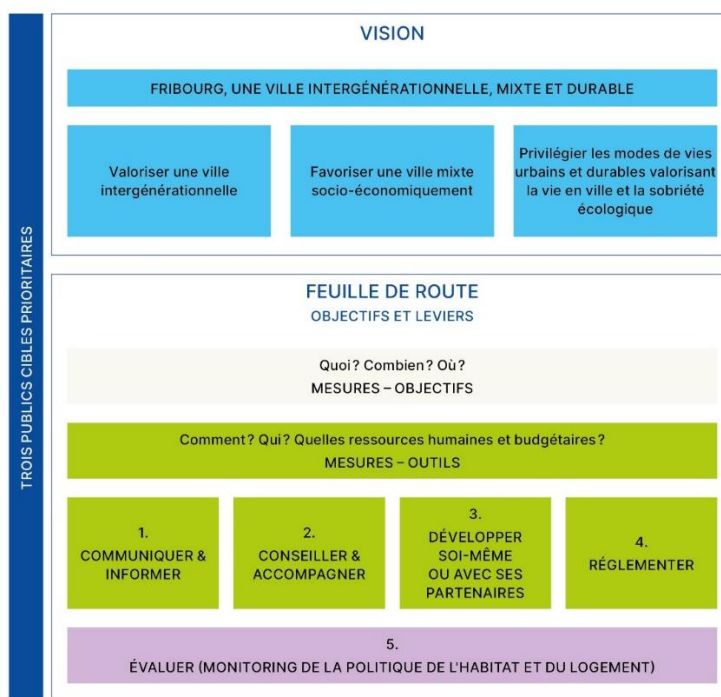 TROIS PUBLICS CIBLES PRIORITAIRES
VISION
FRIBOURG, UNE VILLE INTERGÉNÉRATIONNELLE, MIXTE ET DURABLE
Valoriser une ville
intergénérationnelle
Favoriser une ville mixte
socio-économiquement
Privilégier les modes de vies
urbains et durables valorisant
la vie en ville et la sobriété
écologique
FEUILLE DE ROUTE
OBJECTIFS ET LEVIERS
Quoi? Combien? Où?
MESURES – OBJECTIFS
Comment? Qui? Quelles ressources humaines et budgétaires?
MESURES – OUTILS
1.
COMMUNIQUER &
INFORMER
2.
CONSEILLER &
ACCOMPAGNER
3.
DÉVELOPPER
SOI-MÊME
OU AVEC SES
PARTENAIRES
4.
RÉGLEMENTER
5.
ÉVALUER (MONITORING DE LA POLITIQUE DE L'HABITAT ET DU LOGEMENT)